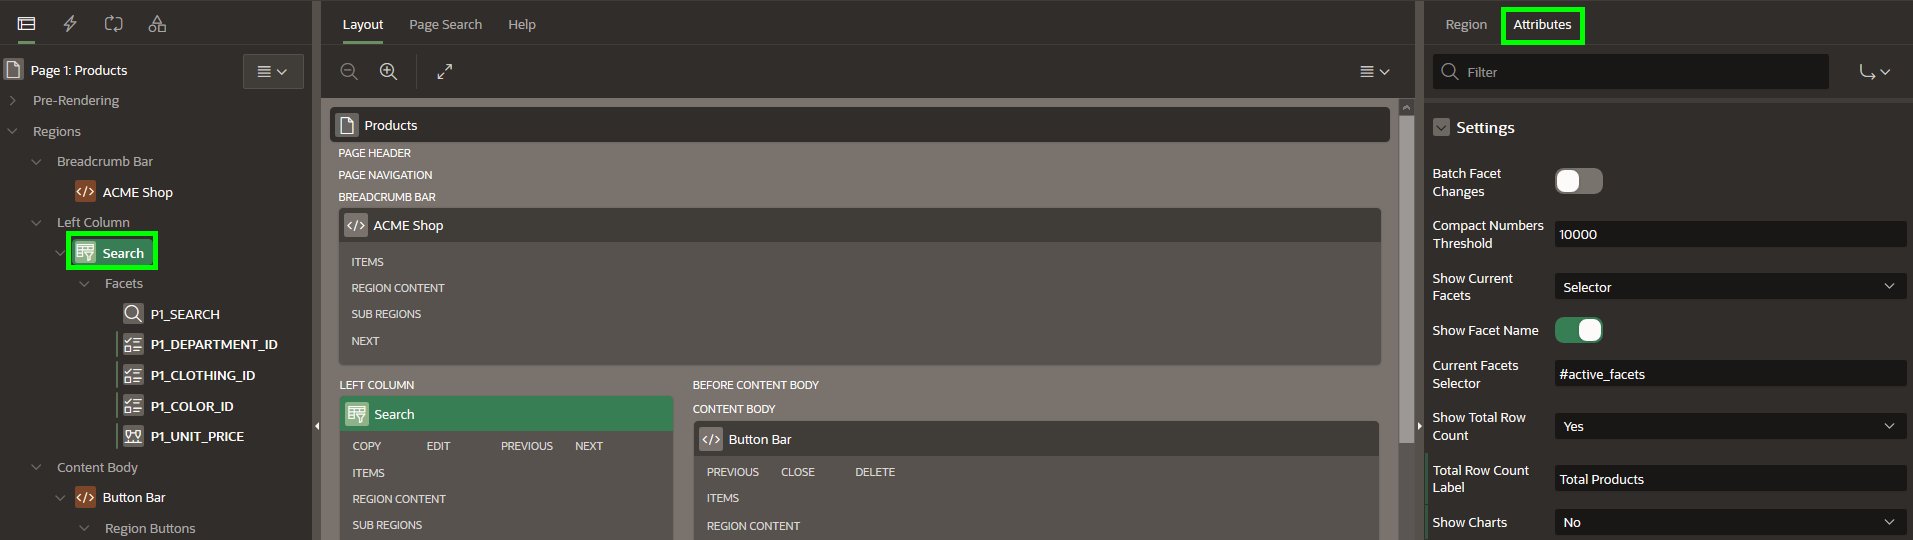 Page 1: Products
Pre-Rendering
Regions
Breadcrumb Bar
ACME Shop
Left Column
Search
Facets
P1_SEARCH
P1_DEPARTMENT_ID
P1_CLOTHING_ID
P1_COLOR_ID
P1_UNIT_PRICE
Content Body
Button Bar
Region Buttons
Layout Page Search Help
Products
PAGE HEADER
PAGE NAVIGATION
BREADCRUMB BAR
ACME Shop
ITEMS
REGION CONTENT
SUB REGIONS
NEXT
LEFT COLUMN
Search
COPY EDIT PREVIOUS NEXT
ITEMS
REGION CONTENT
SUB REGIONS
BEFORE CONTENT BODY
CONTENT BODY
Button Bar
PREVIOUS CLOSE DELETE
ITEMS
REGION CONTENT
Region Attributes
Filter
Settings
Batch Facet
Changes
Compact Numbers
Threshold
10000
Show Current
Facets
Selector
Show Facet Name
Current Facets
Selector
#active_facets
Show Total Row
Count
Yes
Total Row Count
Label
Total Products
Show Charts
No